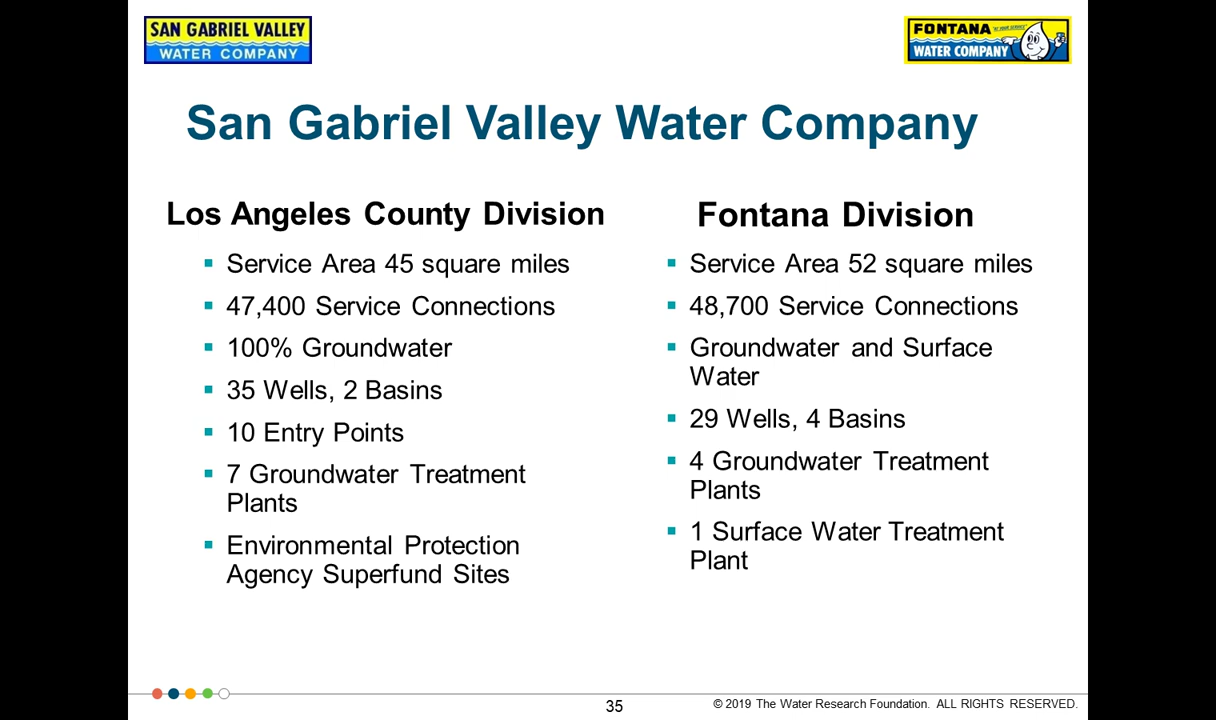 SAN GABRIEL VALLEY
WATER COMPANY
FONTANA "AT YOUR SERVICE"
WATER COMPANY
San Gabriel Valley Water Company
Los Angeles County Division
▪ Service Area 45 square miles
▪ 47,400 Service Connections
▪ 100% Groundwater
▪ 35 Wells, 2 Basins
▪ 10 Entry Points
▪ 7 Groundwater Treatment
Plants
▪ Environmental Protection
Agency Superfund Sites
Fontana Division
▪ Service Area 52 square miles
▪ 48,700 Service Connections
▪ Groundwater and Surface
Water
▪ 29 Wells, 4 Basins
▪ 4 Groundwater Treatment
Plants
▪ 1 Surface Water Treatment
Plant
35
© 2019 The Water Research Foundation. ALL RIGHTS RESERVED.